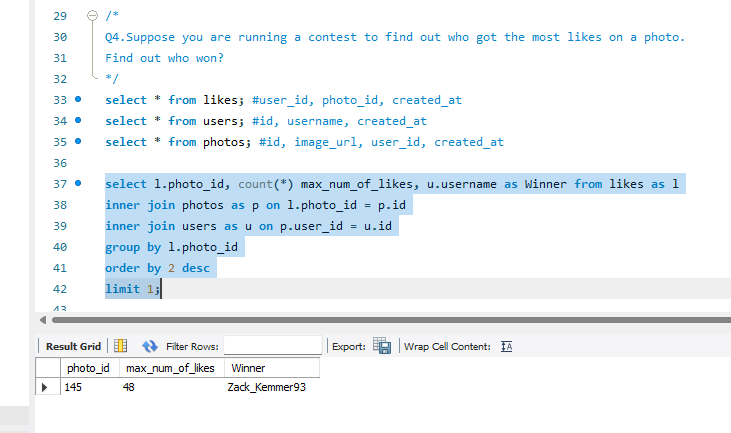 29 /*
30 Q4.Suppose you are running a contest to find out who got the most likes on a photo.
31 Find out who won?
32 */
33 select * from likes; #user_id, photo_id, created_at
34 select * from users; #id, username, created_at
35 select * from photos; #id, image_url, user_id, created_at
36
37 select l.photo_id, count(*) max_num_of_likes, u.username as Winner from likes as l
38 inner join photos as p on l.photo_id = p.id
39 inner join users as u on p.user_id = u.id
40 group by l.photo_id
41 order by 2 desc
42 limit 1;
43
Result Grid Filter Rows: Export: Wrap Cell Content:
photo_id max_num_of_likes Winner
145 48 Zack_Kemmer93